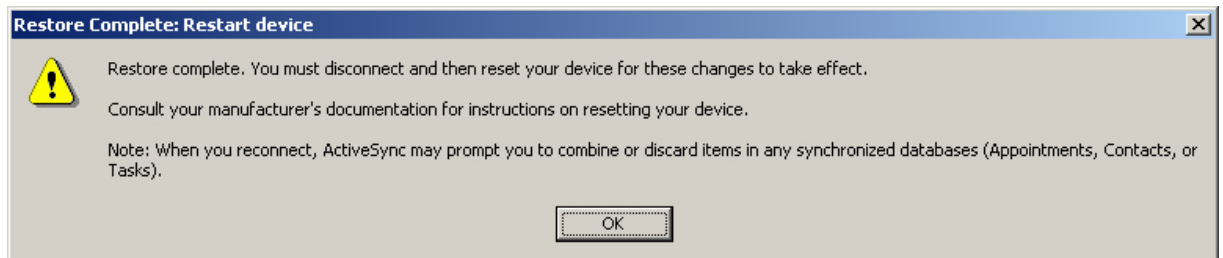 Restore Complete: Restart device
Restore complete. You must disconnect and then reset your device for these changes to take effect.
Consult your manufacturer's documentation for instructions on resetting your device.
Note: When you reconnect, ActiveSync may prompt you to combine or discard items in any synchronized databases (Appointments, Contacts, or
Tasks).
OK